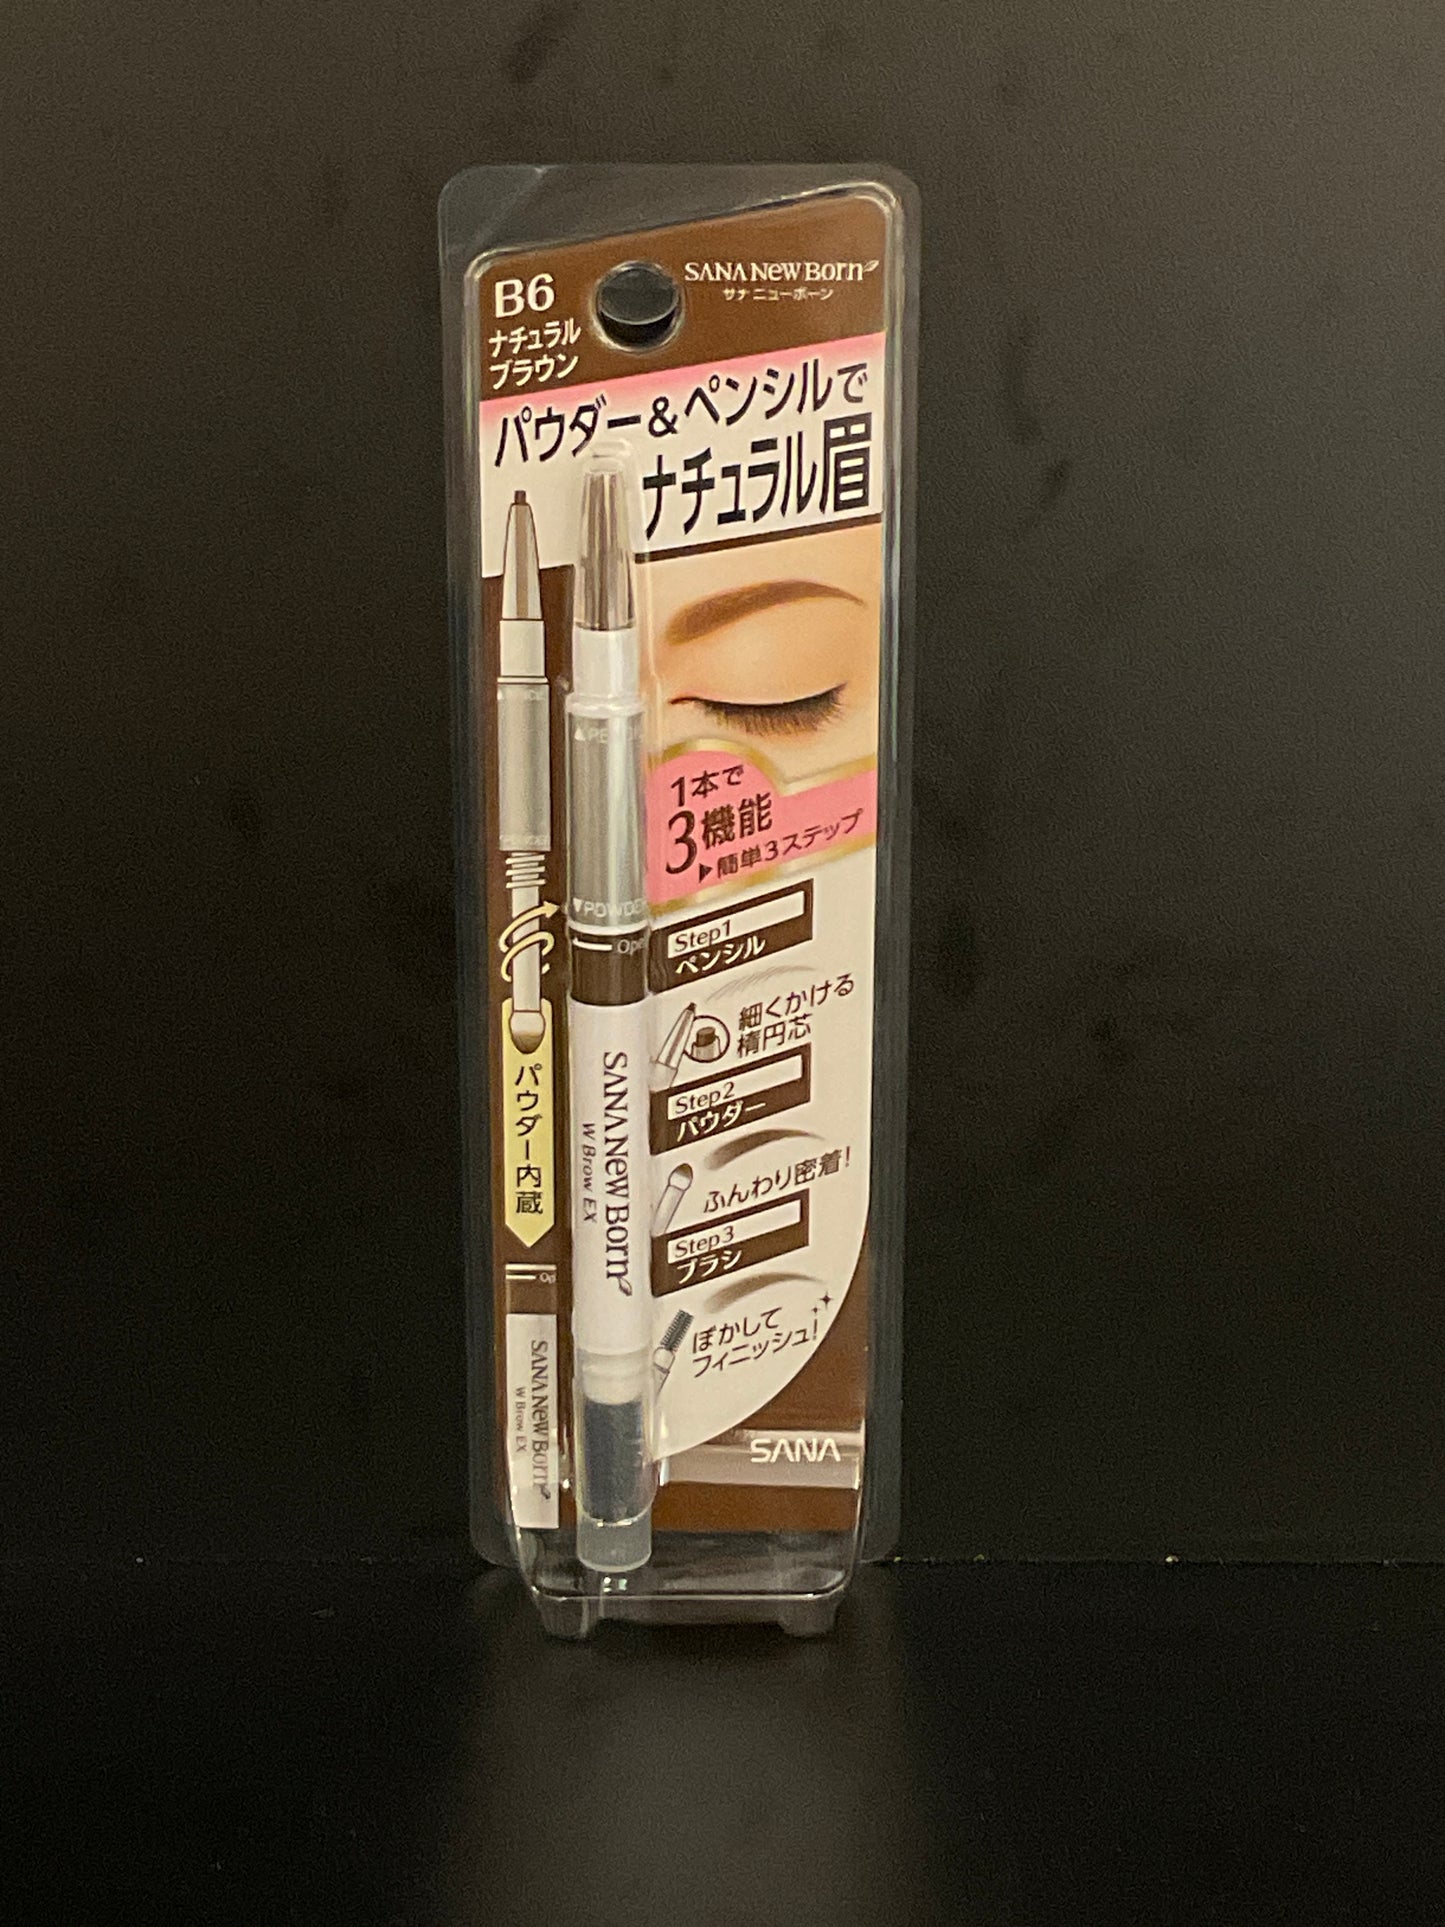 B6
ナチュラル
ブラウン
SANA NEW BORN
サナ ニューボーン
パウダー&ペンシルで
ナチュラル眉
1本で
3機能
▶簡単3ステップ
Step1
ペンシル
細くかける
楕円芯
Step2
パウダー
ふんわり密着!
Step3
ブラシ
ぼかして
フィニッシュ!
SANA
▼POWDER
Open
SANA NEW BORN
W BROW EX
パウダー内蔵
SANA NEW BORN
W BROW EX